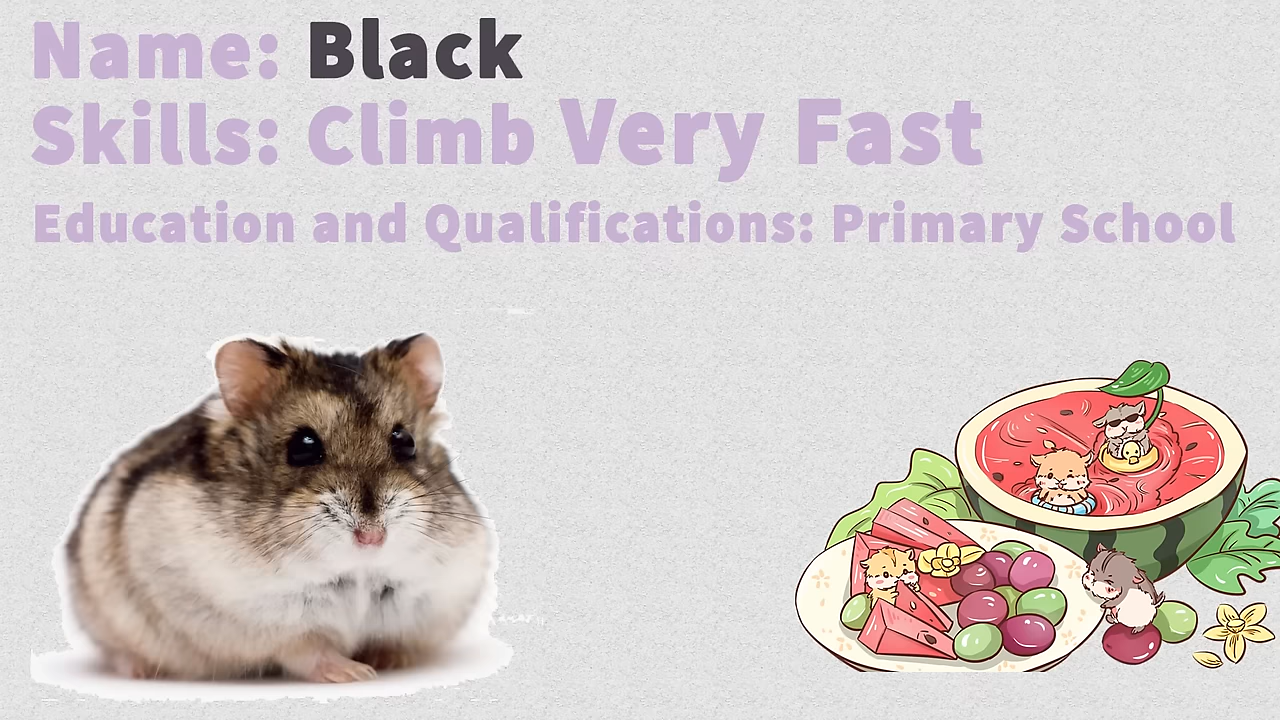 Name: Black
Skills: Climb Very Fast
Education and Qualifications: Primary School